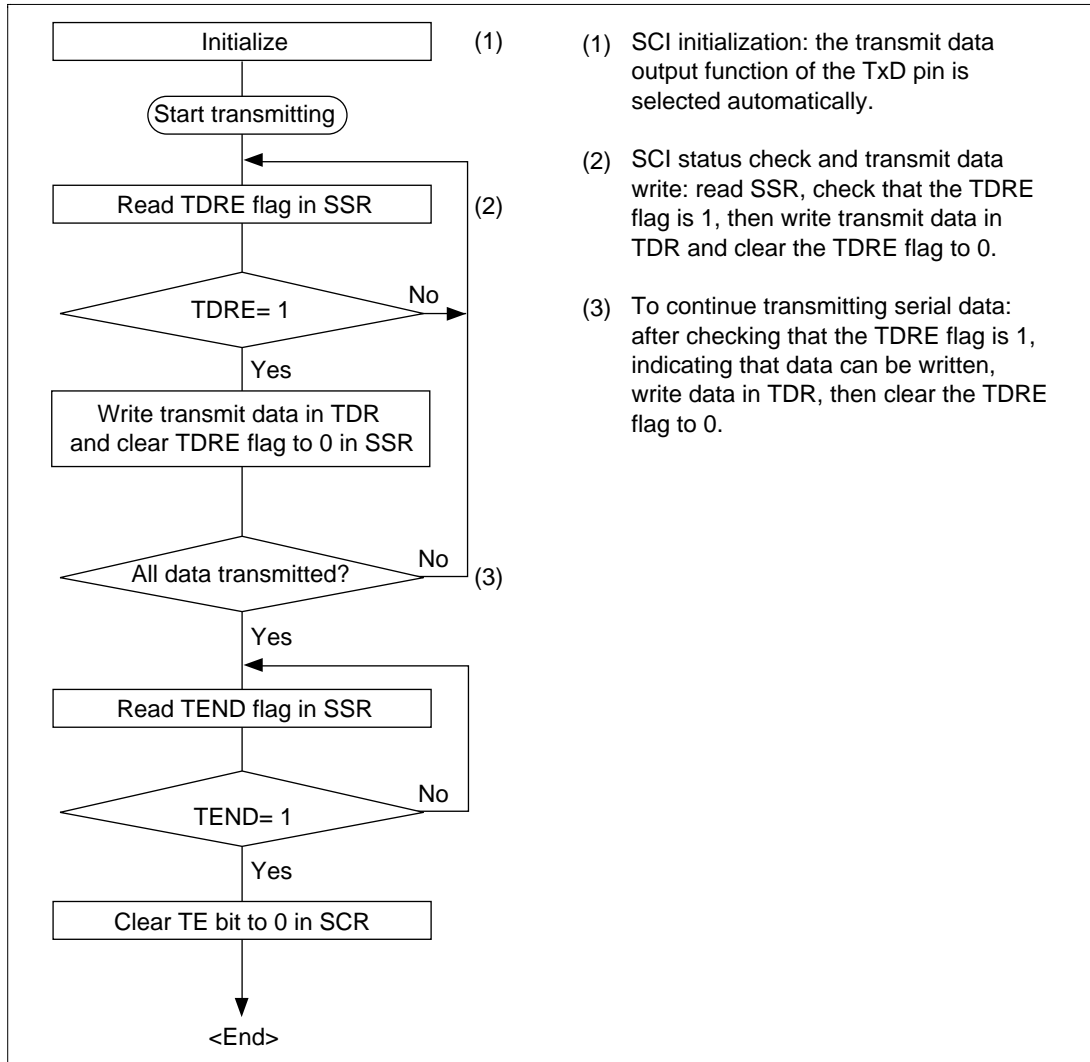 Initialize
(1)
Start transmitting
Read TDRE flag in SSR
(2)
TDRE= 1
No
Yes
Write transmit data in TDR
and clear TDRE flag to 0 in SSR
All data transmitted?
No
(3)
Yes
Read TEND flag in SSR
TEND= 1
No
Yes
Clear TE bit to 0 in SCR
<End>
(1) SCI initialization: the transmit data
output function of the TxD pin is
selected automatically.
(2) SCI status check and transmit data
write: read SSR, check that the TDRE
flag is 1, then write transmit data in
TDR and clear the TDRE flag to 0.
(3) To continue transmitting serial data:
after checking that the TDRE flag is 1,
indicating that data can be written,
write data in TDR, then clear the TDRE
flag to 0.